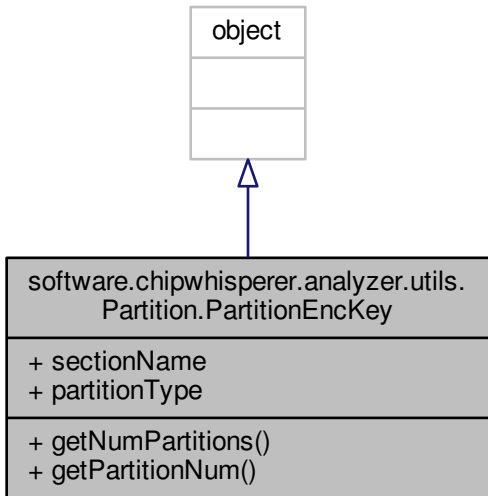 object
software.chipwhisperer.analyzer.utils.
Partition.PartitionEncKey
+ sectionName
+ partitionType
+ getNumPartitions()
+ getPartitionNum()